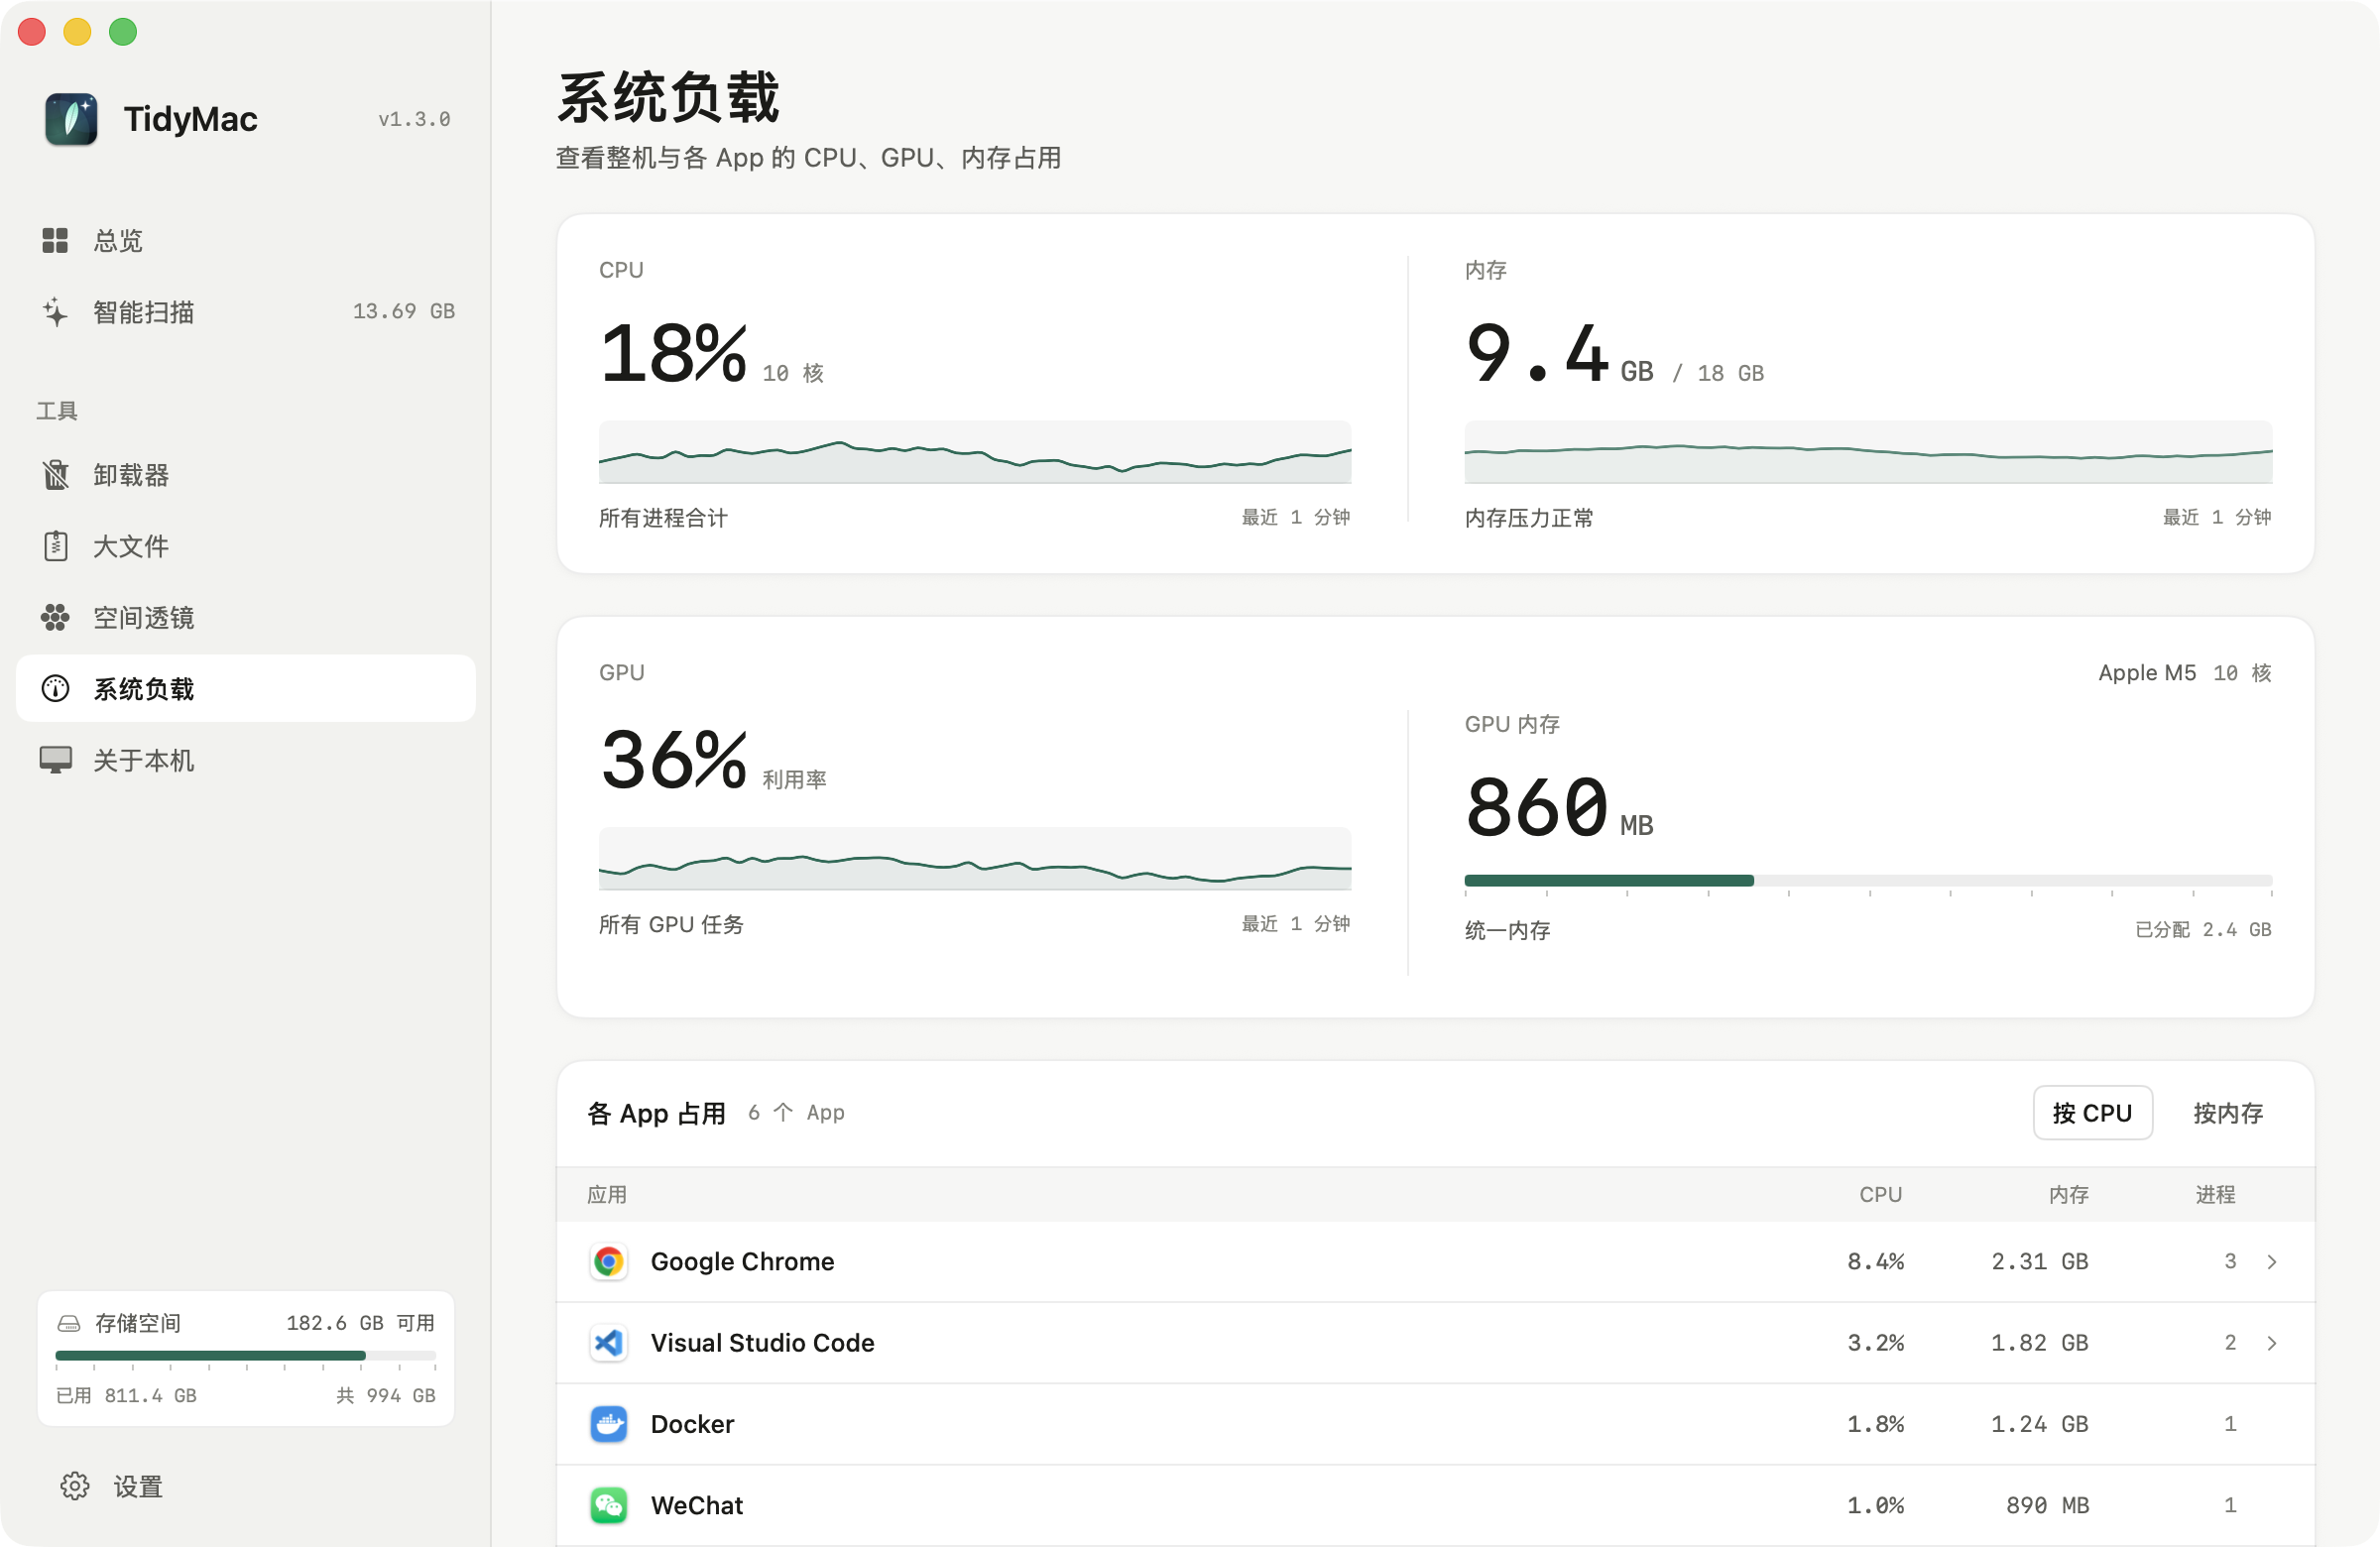 TidyMac v1.3.0
总览
智能扫描 13.69 GB
工具
卸载器
大文件
空间透镜
系统负载
关于本机
存储空间 182.6 GB 可用
已用 811.4 GB 共 994 GB
设置
系统负载
查看整机与各 App 的 CPU、GPU、内存占用
CPU
18% 10 核
所有进程合计 最近 1 分钟
内存
9.4 GB / 18 GB
内存压力正常 最近 1 分钟
GPU Apple M5 10 核
36% 利用率
所有 GPU 任务 最近 1 分钟
GPU 内存
860 MB
统一内存 已分配 2.4 GB
各 App 占用 6 个 App 按 CPU 按内存
应用 CPU 内存 进程
Google Chrome 8.4% 2.31 GB 3
Visual Studio Code 3.2% 1.82 GB 2
Docker 1.8% 1.24 GB 1
WeChat 1.0% 890 MB 1